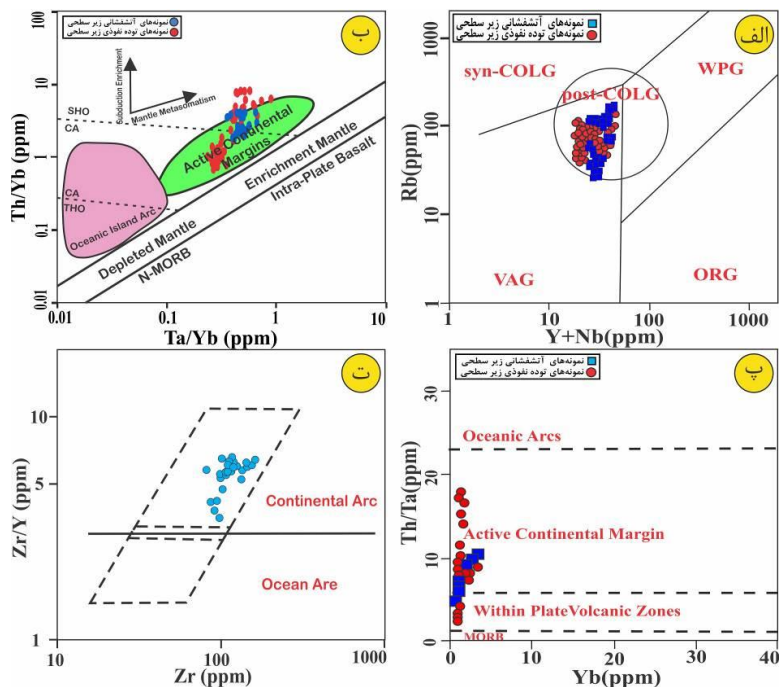 نمونه‌های آتشفشانی زیر سطحی
نمونه‌های توده نفوذی زیر سطحی
الف
1000
100
10
1
Rb(ppm)
syn-COLG
post-COLG
WPG
VAG
ORG
1
10
100
1000
Y+Nb(ppm)
نمونه‌های آتشفشانی زیر سطحی
نمونه‌های توده نفوذی زیر سطحی
ب
100
10
1
0.1
0.01
Th/Yb (ppm)
Subduction Enrichment
Mantle Metasomatism
SHO
CA
CA
THO
Active Continental
Margins
Oceanic Island Arc
Enrichment Mantle
Intra-Plate Basalt
Depleted Mantle
N-MORB
0.01
0.1
1
10
Ta/Yb (ppm)
نمونه‌های آتشفشانی زیر سطحی
نمونه‌های توده نفوذی زیر سطحی
پ
30
20
10
0
Th/Ta(ppm)
Oceanic Arcs
Active Continental Margin
Within PlateVolcanic Zones
MORB
0
10
20
30
40
Yb(ppm)
ت
10
5
1
Zr/Y (ppm)
Continental Arc
Ocean Are
10
100
1000
Zr (ppm)